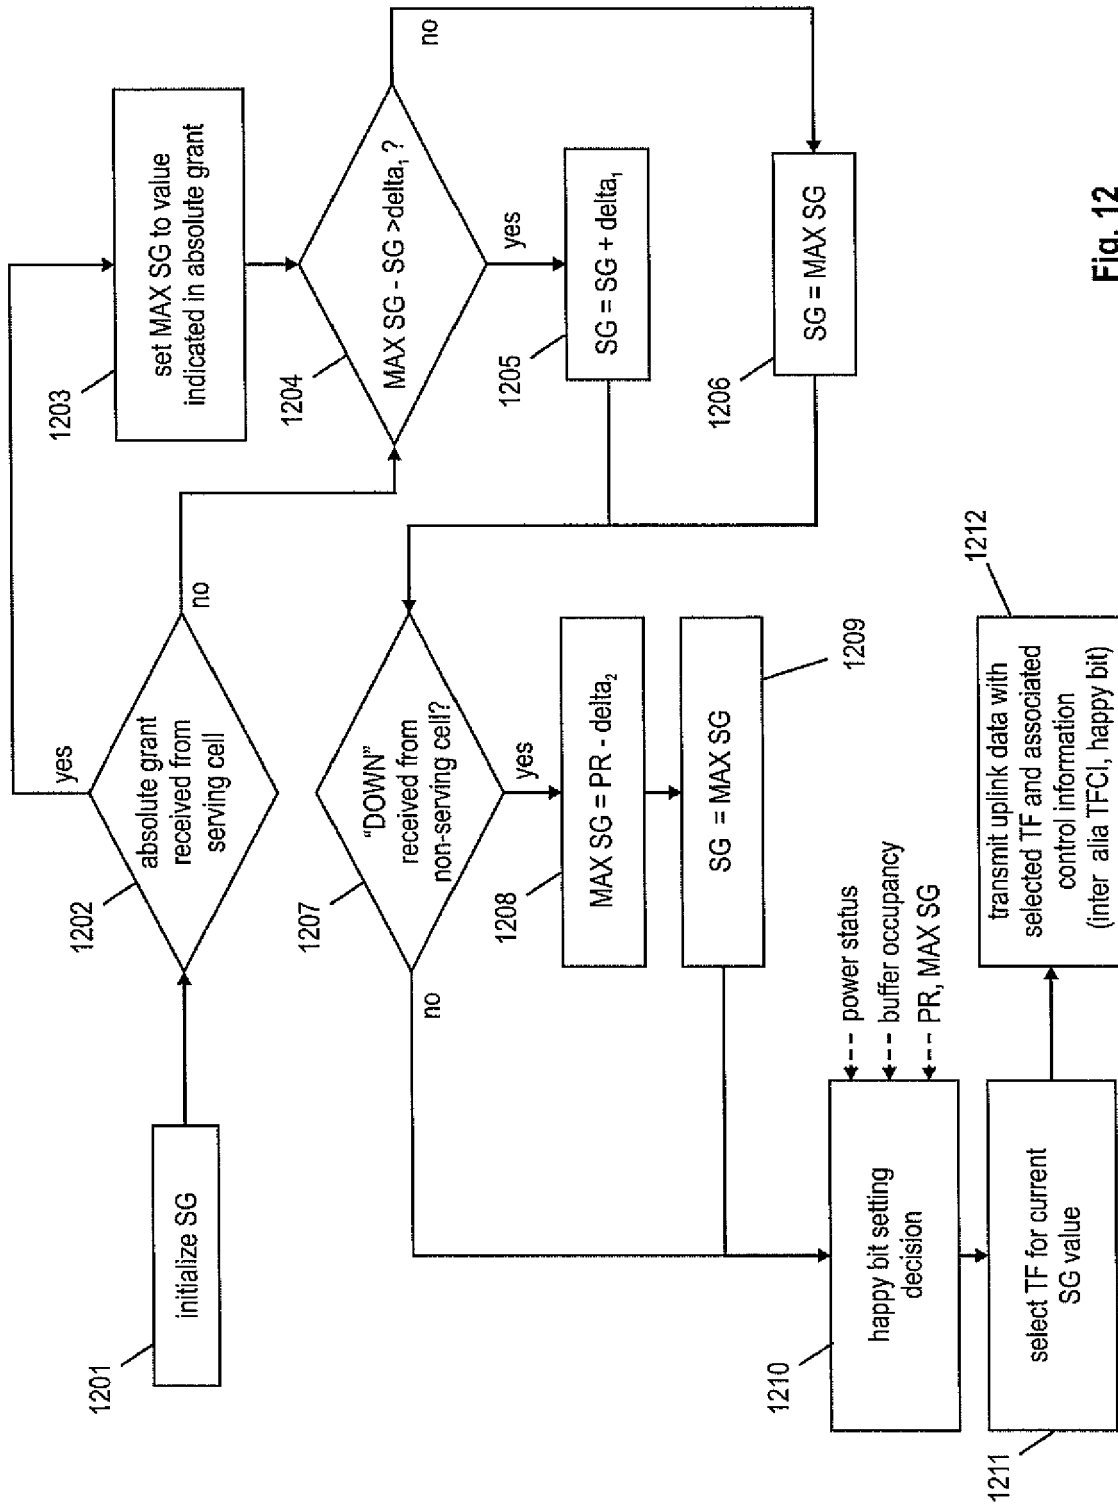 1201
initialize SG
1202
absolute grant
received from
serving cell
yes
no
1203
set MAX SG to value
indicated in absolute grant
1204
MAX SG - SG >delta₁ ?
no
yes
1205
SG = SG + delta₁
1206
SG = MAX SG
1207
"DOWN"
received from
non-serving cell?
no
yes
1208
MAX SG = PR - delta₂
SG = MAX SG
1209
power status
buffer occupancy
PR, MAX SG
1210
happy bit setting
decision
1211
select TF for current
SG value
1212
transmit uplink data with
selected TF and associated
control information
(inter alia TFCI, happy bit)
Fig. 12